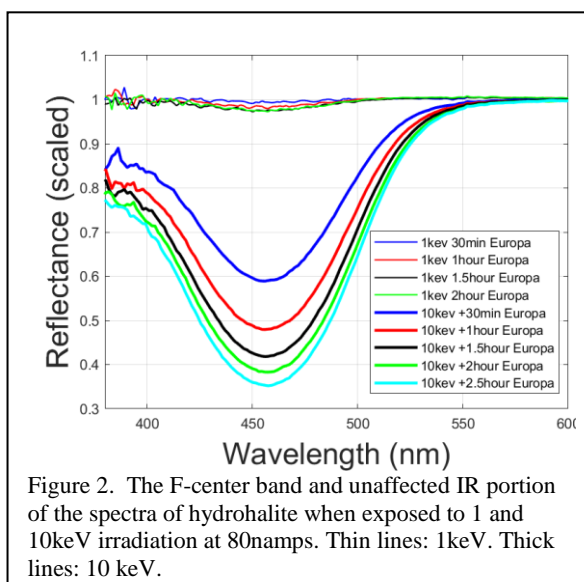 1.1
1
0.9
0.8
0.7
0.6
0.5
0.4
0.3
Reflectance (scaled)
1kev 30min Europa
1kev 1hour Europa
1kev 1.5hour Europa
1kev 2hour Europa
10kev +30min Europa
10kev +1hour Europa
10kev +1.5hour Europa
10kev +2hour Europa
10kev +2.5hour Europa
400 450 500 550 600
Wavelength (nm)
Figure 2. The F-center band and unaffected IR portion
of the spectra of hydrohalite when exposed to 1 and
10keV irradiation at 80namps. Thin lines: 1keV. Thick
lines: 10 keV.